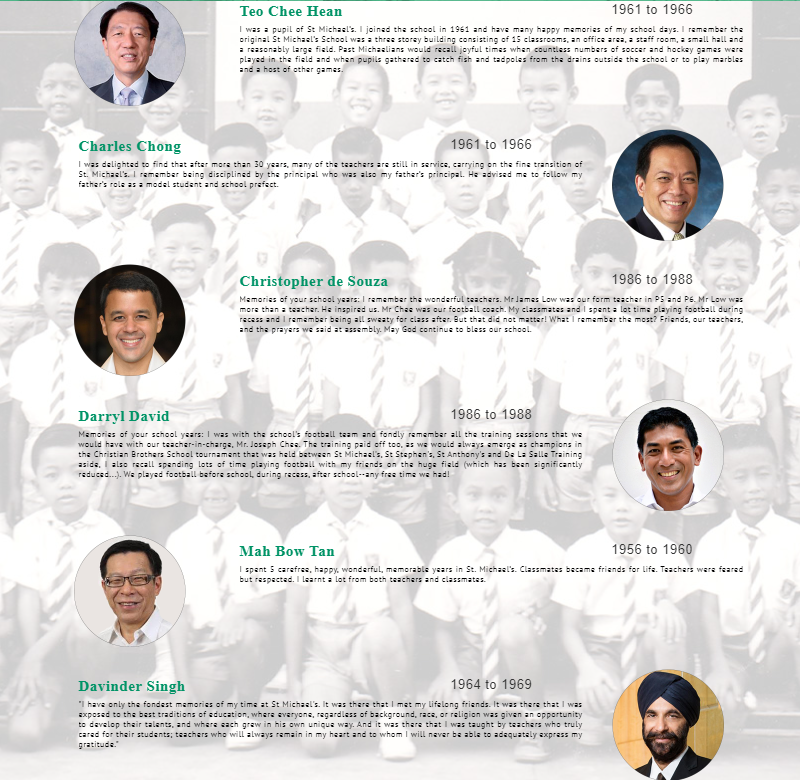 Teo Chee Hean 1961 to 1966
I was a pupil of St Michael's. I joined the school in 1961 and have many happy memories of my school days. I remember the
original St Michael's School was a three storey building consisting of 15 classrooms, an office area, a staff room, a small hall and
a reasonably large field. Past Michaelians would recall joyful times when countless numbers of soccer and hockey games were
played in the field and when pupils gathered to catch fish and tadpoles from the drains outside the school or to play marbles
and a host of other games.
Charles Chong 1961 to 1966
I was delighted to find that after more than 30 years, many of the teachers are still in service, carrying on the fine transition of
St. Michael's. I remember being disciplined by the principal who was also my father's principal. He advised me to follow my
father's role as a model student and school prefect.
Christopher de Souza 1986 to 1988
Memories of your school years: I remember the wonderful teachers. Mr James Low was our form teacher in P5 and P6. Mr Low was
more than a teacher. He inspired us. Mr Chee was our football coach. My classmates and I spent a lot time playing football during
recess and I remember being all sweaty for class after. But that did not matter! What I remember the most? Friends, our teachers,
and the prayers we said at assembly. May God continue to bless our school.
Darryl David 1986 to 1988
Memories of your school years: I was with the school's football team and fondly remember all the training sessions that we
would have with our teacher-in-charge, Mr. Joseph Chee. The training paid off too, as we would always emerge as champions in
the Christian Brothers School tournament that was held between St Michael's, St Stephen's, St Anthony's and De La Salle Training
aside, I also recall spending lots of time playing football with my friends on the huge field (which has been significantly
reduced...). We played football before school, during recess, after school--any free time we had!
Mah Bow Tan 1956 to 1960
I spent 5 carefree, happy, wonderful, memorable years in St. Michael's. Classmates became friends for life. Teachers were feared
but respected. I learnt a lot from both teachers and classmates.
Davinder Singh 1964 to 1969
"I have only the fondest memories of my time at St Michael's. It was there that I met my lifelong friends. It was there that I was
exposed to the best traditions of education, where everyone, regardless of background, race, or religion was given an opportunity
to develop their talents, and where each grew in his own unique way. And it was there that I was taught by teachers who truly
cared for their students; teachers who will always remain in my heart and to whom I will never be able to adequately express my
gratitude."